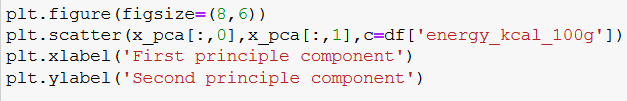 plt.figure(figsize=(8,6))
plt.scatter(x_pca[:,0],x_pca[:,1],c=df['energy_kcal_100g'])
plt.xlabel('First principle component')
plt.ylabel('Second principle component')